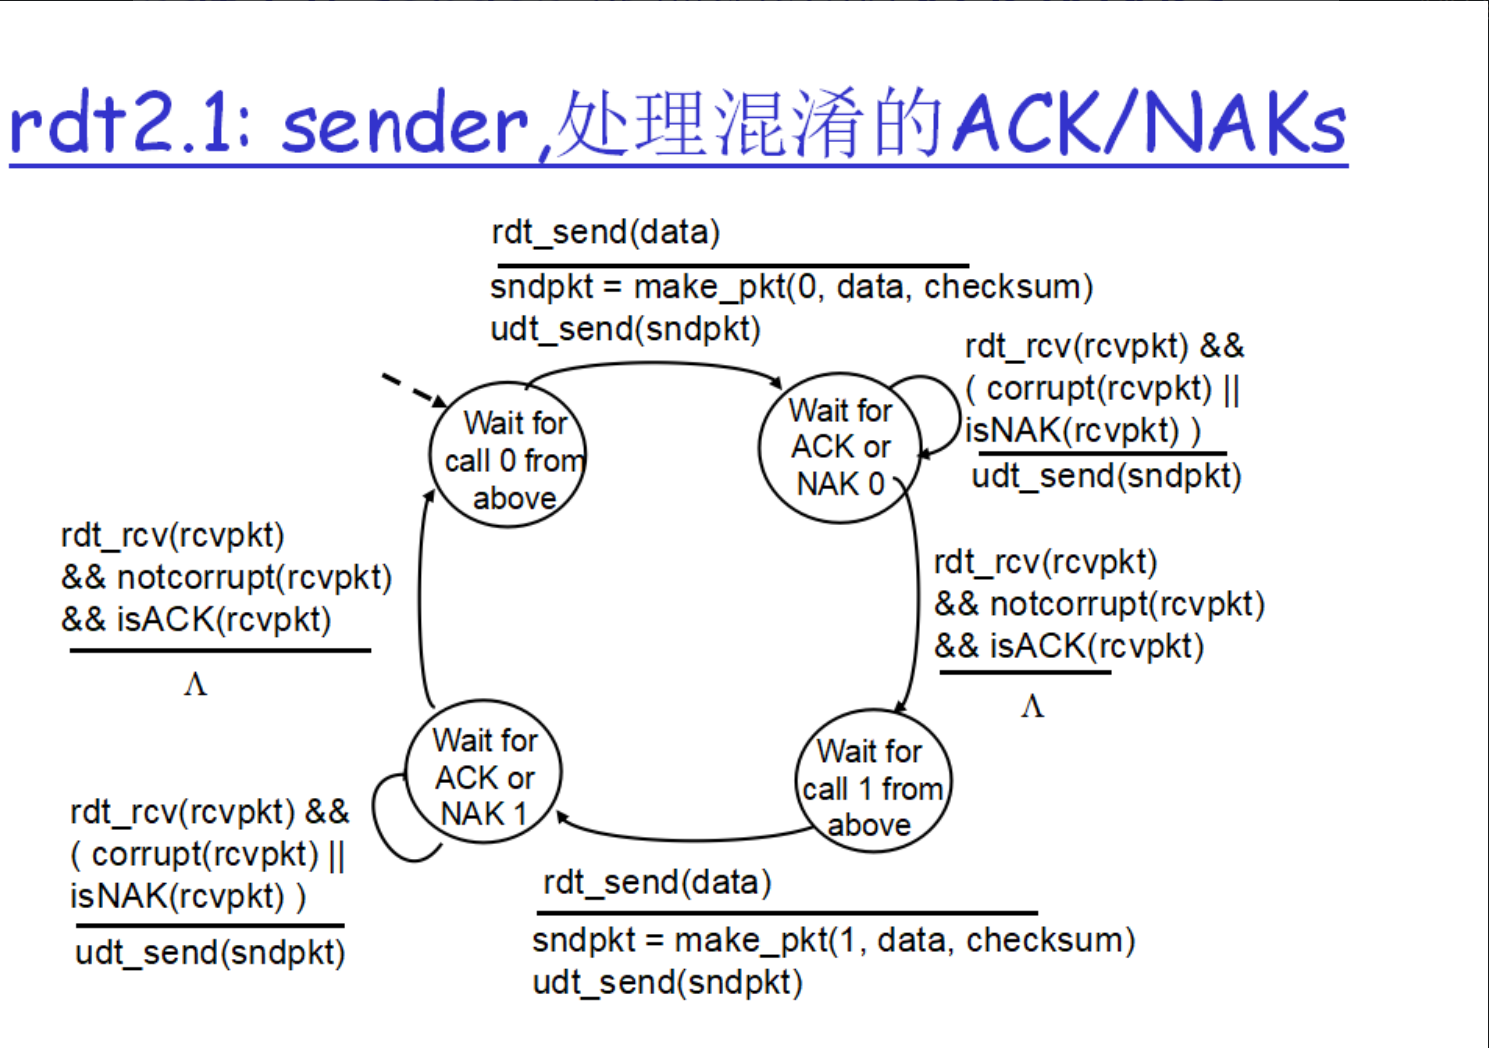 rdt2.1: sender,处理混淆的ACK/NAKs
rdt_send(data)
sndpkt = make_pkt(0, data, checksum)
udt_send(sndpkt)
rdt_rcv(rcvpkt) &&
( corrupt(rcvpkt) ||
isNAK(rcvpkt) )
udt_send(sndpkt)
Wait for
call 0 from
above
Wait for
ACK or
NAK 0
rdt_rcv(rcvpkt)
&& notcorrupt(rcvpkt)
&& isACK(rcvpkt)
Λ
rdt_rcv(rcvpkt)
&& notcorrupt(rcvpkt)
&& isACK(rcvpkt)
Λ
Wait for
ACK or
NAK 1
Wait for
call 1 from
above
rdt_rcv(rcvpkt) &&
( corrupt(rcvpkt) ||
isNAK(rcvpkt) )
udt_send(sndpkt)
rdt_send(data)
sndpkt = make_pkt(1, data, checksum)
udt_send(sndpkt)